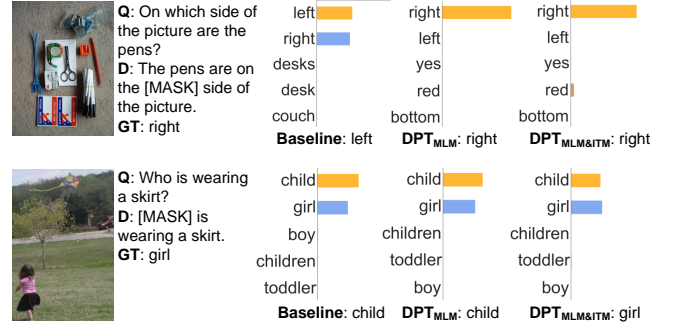 Q: On which side of
the picture are the
pens?
D: The pens are on
the [MASK] side of
the picture.
GT: right
left
right
desks
desk
couch
Baseline: left
right
left
yes
red
bottom
DPTMLM: right
right
left
yes
red
bottom
DPTMLM&ITM: right
Q: Who is wearing
a skirt?
D: [MASK] is
wearing a skirt.
GT: girl
child
girl
boy
children
toddler
Baseline: child
child
girl
children
toddler
boy
DPTMLM: child
child
girl
children
toddler
boy
DPTMLM&ITM: girl